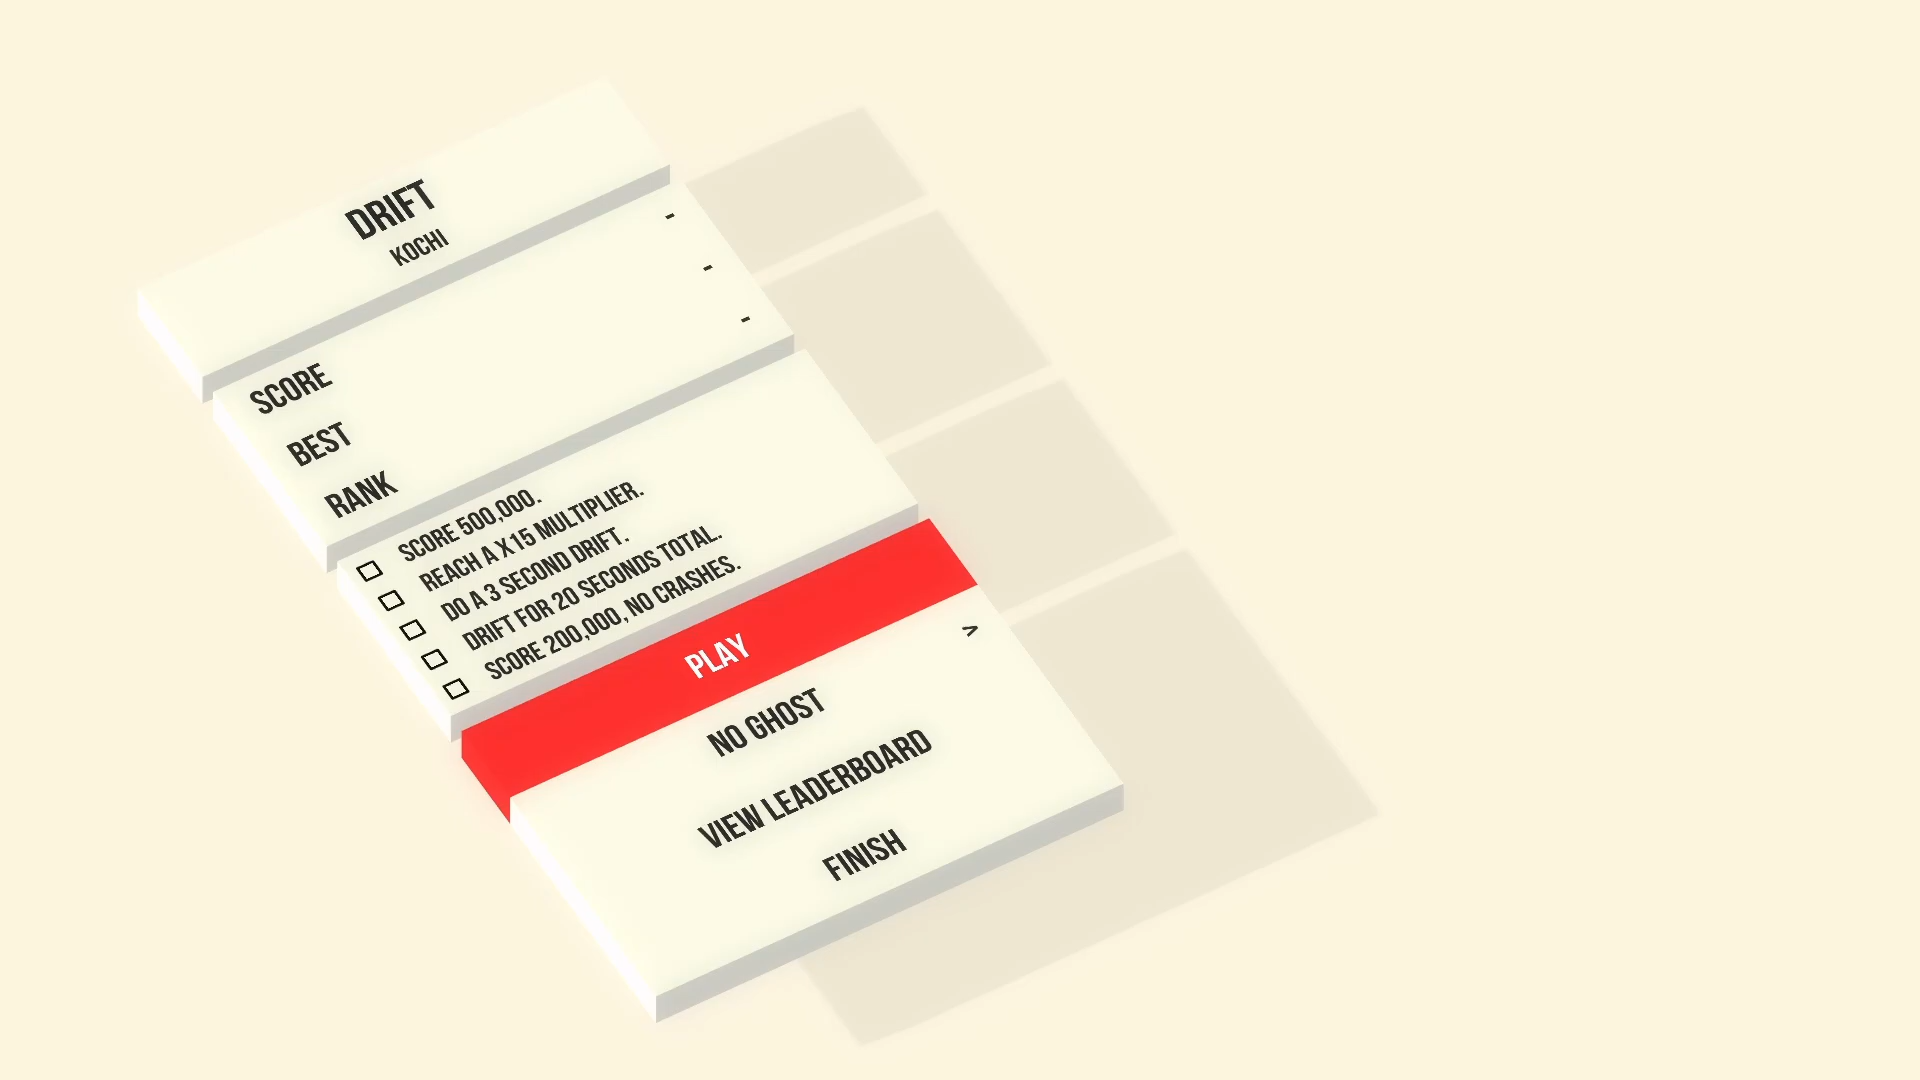 DRIFT
KOCHI
SCORE -
BEST -
RANK -
SCORE 500,000.
REACH A X15 MULTIPLIER.
DO A 3 SECOND DRIFT.
DRIFT FOR 20 SECONDS TOTAL.
SCORE 200,000, NO CRASHES.
PLAY
NO GHOST >
VIEW LEADERBOARD
FINISH